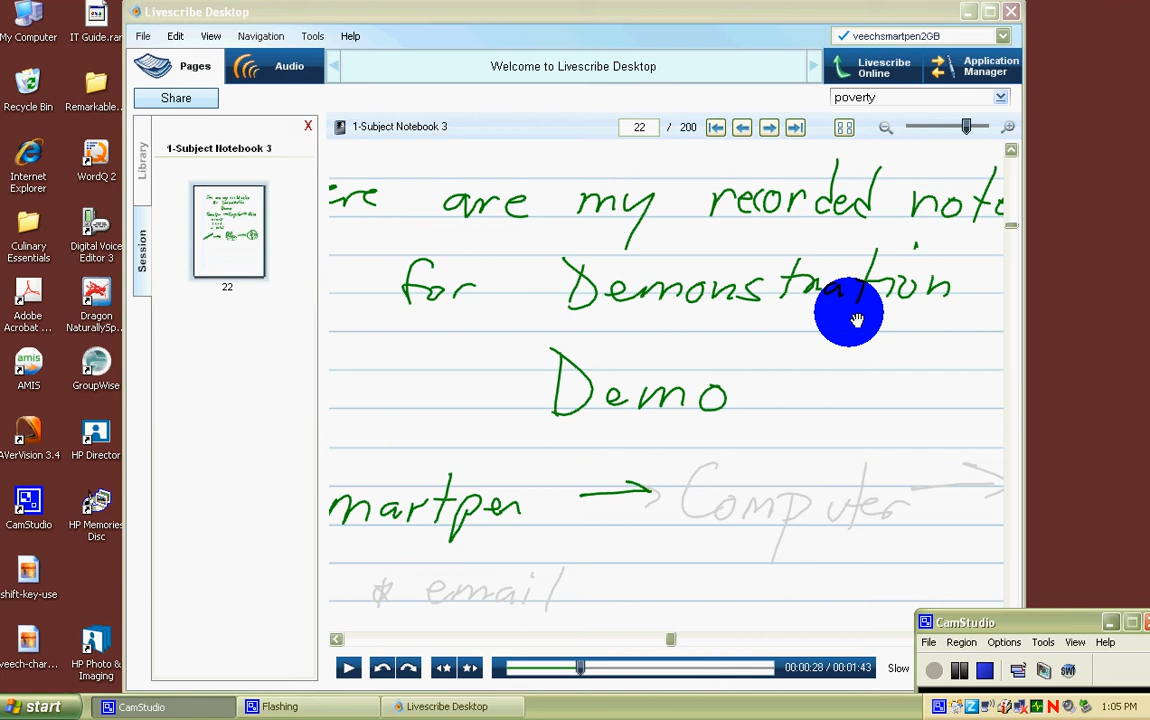 My Computer
IT Guide.rar
Recycle Bin
Remarkable...
Internet Explorer
WordQ 2
Culinary Essentials
Digital Voice Editor 3
Adobe Acrobat ...
Dragon NaturallySp...
AMIS
GroupWise
AVerVision 3.4
HP Director
CamStudio
HP Memories Disc
shift-key-use
veech-char...
HP Photo & Imaging
Livescribe Desktop
File Edit View Navigation Tools Help
veechsmartpen2GB
Pages
Audio
Welcome to Livescribe Desktop
Livescribe Online
Application Manager
Share
poverty
Library
Session
X
1-Subject Notebook 3
22
1-Subject Notebook 3
22 / 200
ere are my recorded note
for Demonstration
Demo
martpen → Computer →
* email
00:00:28 / 00:01:43
Slow
CamStudio
File Region Options Tools View Help
SWF
start
CamStudio
Flashing
Livescribe Desktop
1:05 PM